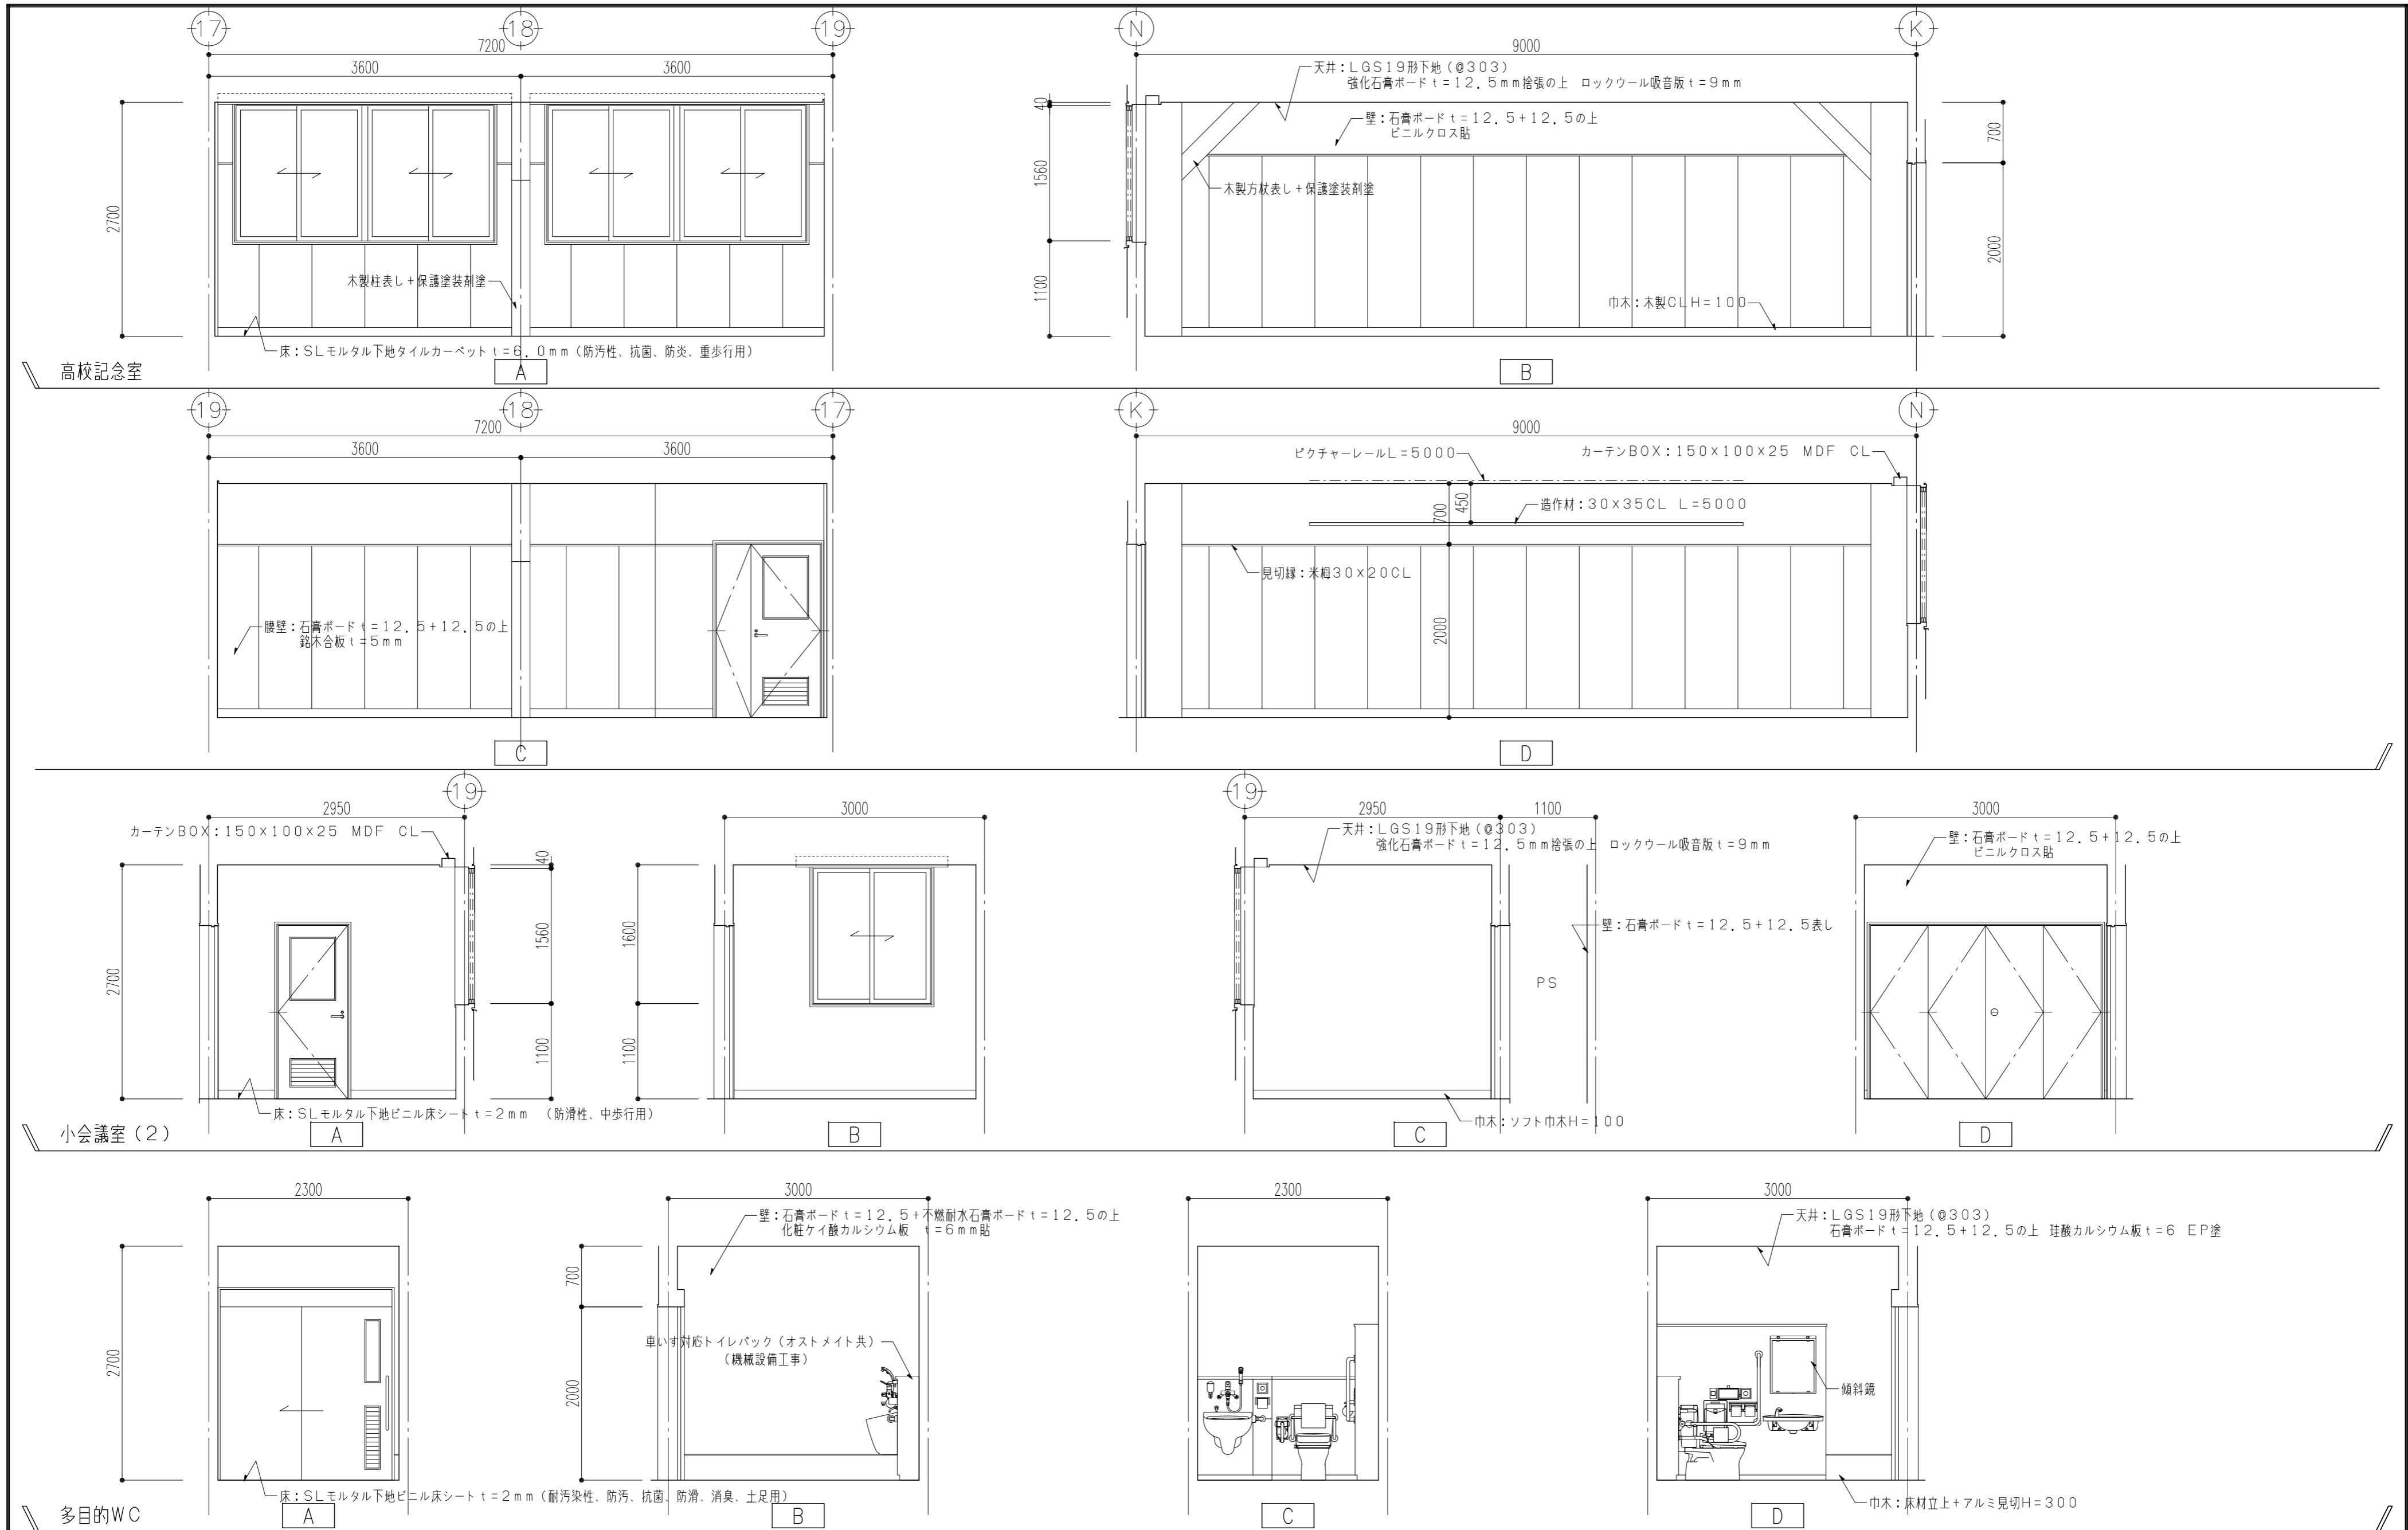 17
18
19
7200
3600
3600
2700
木製柱表し+保護塗装剤塗
床:SLモルタル下地タイルカーペットt=6.0mm(防汚性、抗菌、防炎、重歩行用)
高校記念室
A
N
K
9000
天井:LGS19形下地(@303)
強化石膏ボードt=12.5mm捨張の上 ロックウール吸音版t=9mm
壁:石膏ボードt=12.5+12.5の上
ビニルクロス貼
木製方杖表し+保護塗装剤塗
40
1560
1100
700
2000
巾木:木製CLH=100
B
19
18
17
7200
3600
3600
腰壁:石膏ボードt=12.5+12.5の上
銘木合板t=5mm
C
K
N
9000
ピクチャーレールL=5000
カーテンBOX:150×100×25 MDF CL
造作材:30×35CL L=5000
450
700
見切縁:米栂30×20CL
2000
D
19
2950
カーテンBOX:150×100×25 MDF CL
40
1560
1100
2700
床:SLモルタル下地ビニル床シートt=2mm (防滑性、中歩行用)
小会議室(2)
A
3000
1600
1100
B
19
2950
1100
天井:LGS19形下地(@303)
強化石膏ボードt=12.5mm捨張の上 ロックウール吸音版t=9mm
壁:石膏ボードt=12.5+12.5表し
PS
巾木:ソフト巾木H=100
C
3000
壁:石膏ボードt=12.5+12.5の上
ビニルクロス貼
D
2300
2700
床:SLモルタル下地ビニル床シートt=2mm(耐汚染性、防汚、抗菌、防滑、消臭、土足用)
多目的WC
A
3000
壁:石膏ボードt=12.5+不燃耐水石膏ボードt=12.5の上
化粧ケイ酸カルシウム板 t=6mm貼
700
2000
車いす対応トイレパック(オストメイト共)
(機械設備工事)
B
2300
C
3000
天井:LGS19形下地(@303)
石膏ボードt=12.5+12.5の上 珪酸カルシウム板t=6 EP塗
傾斜鏡
巾木:床材立上+アルミ見切H=300
D